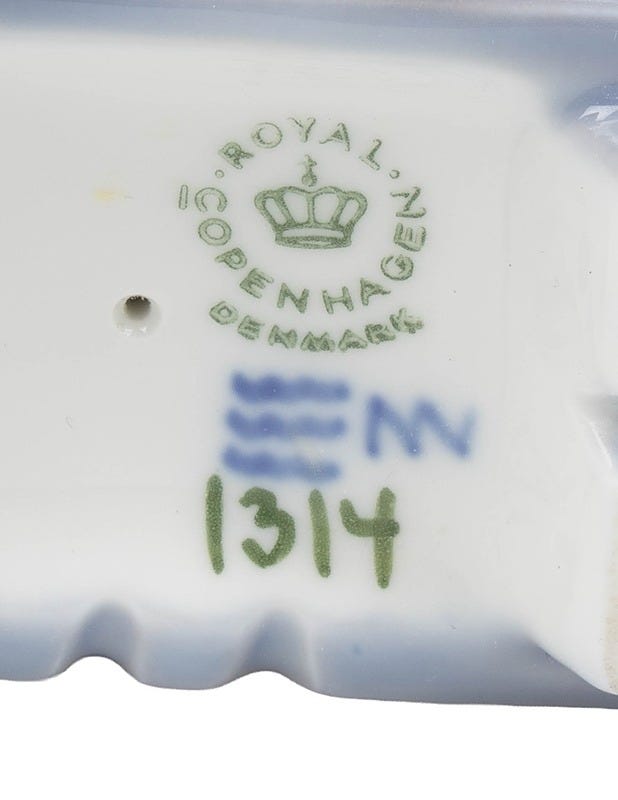 ROYAL
COPENHAGEN
DENMARK
1314